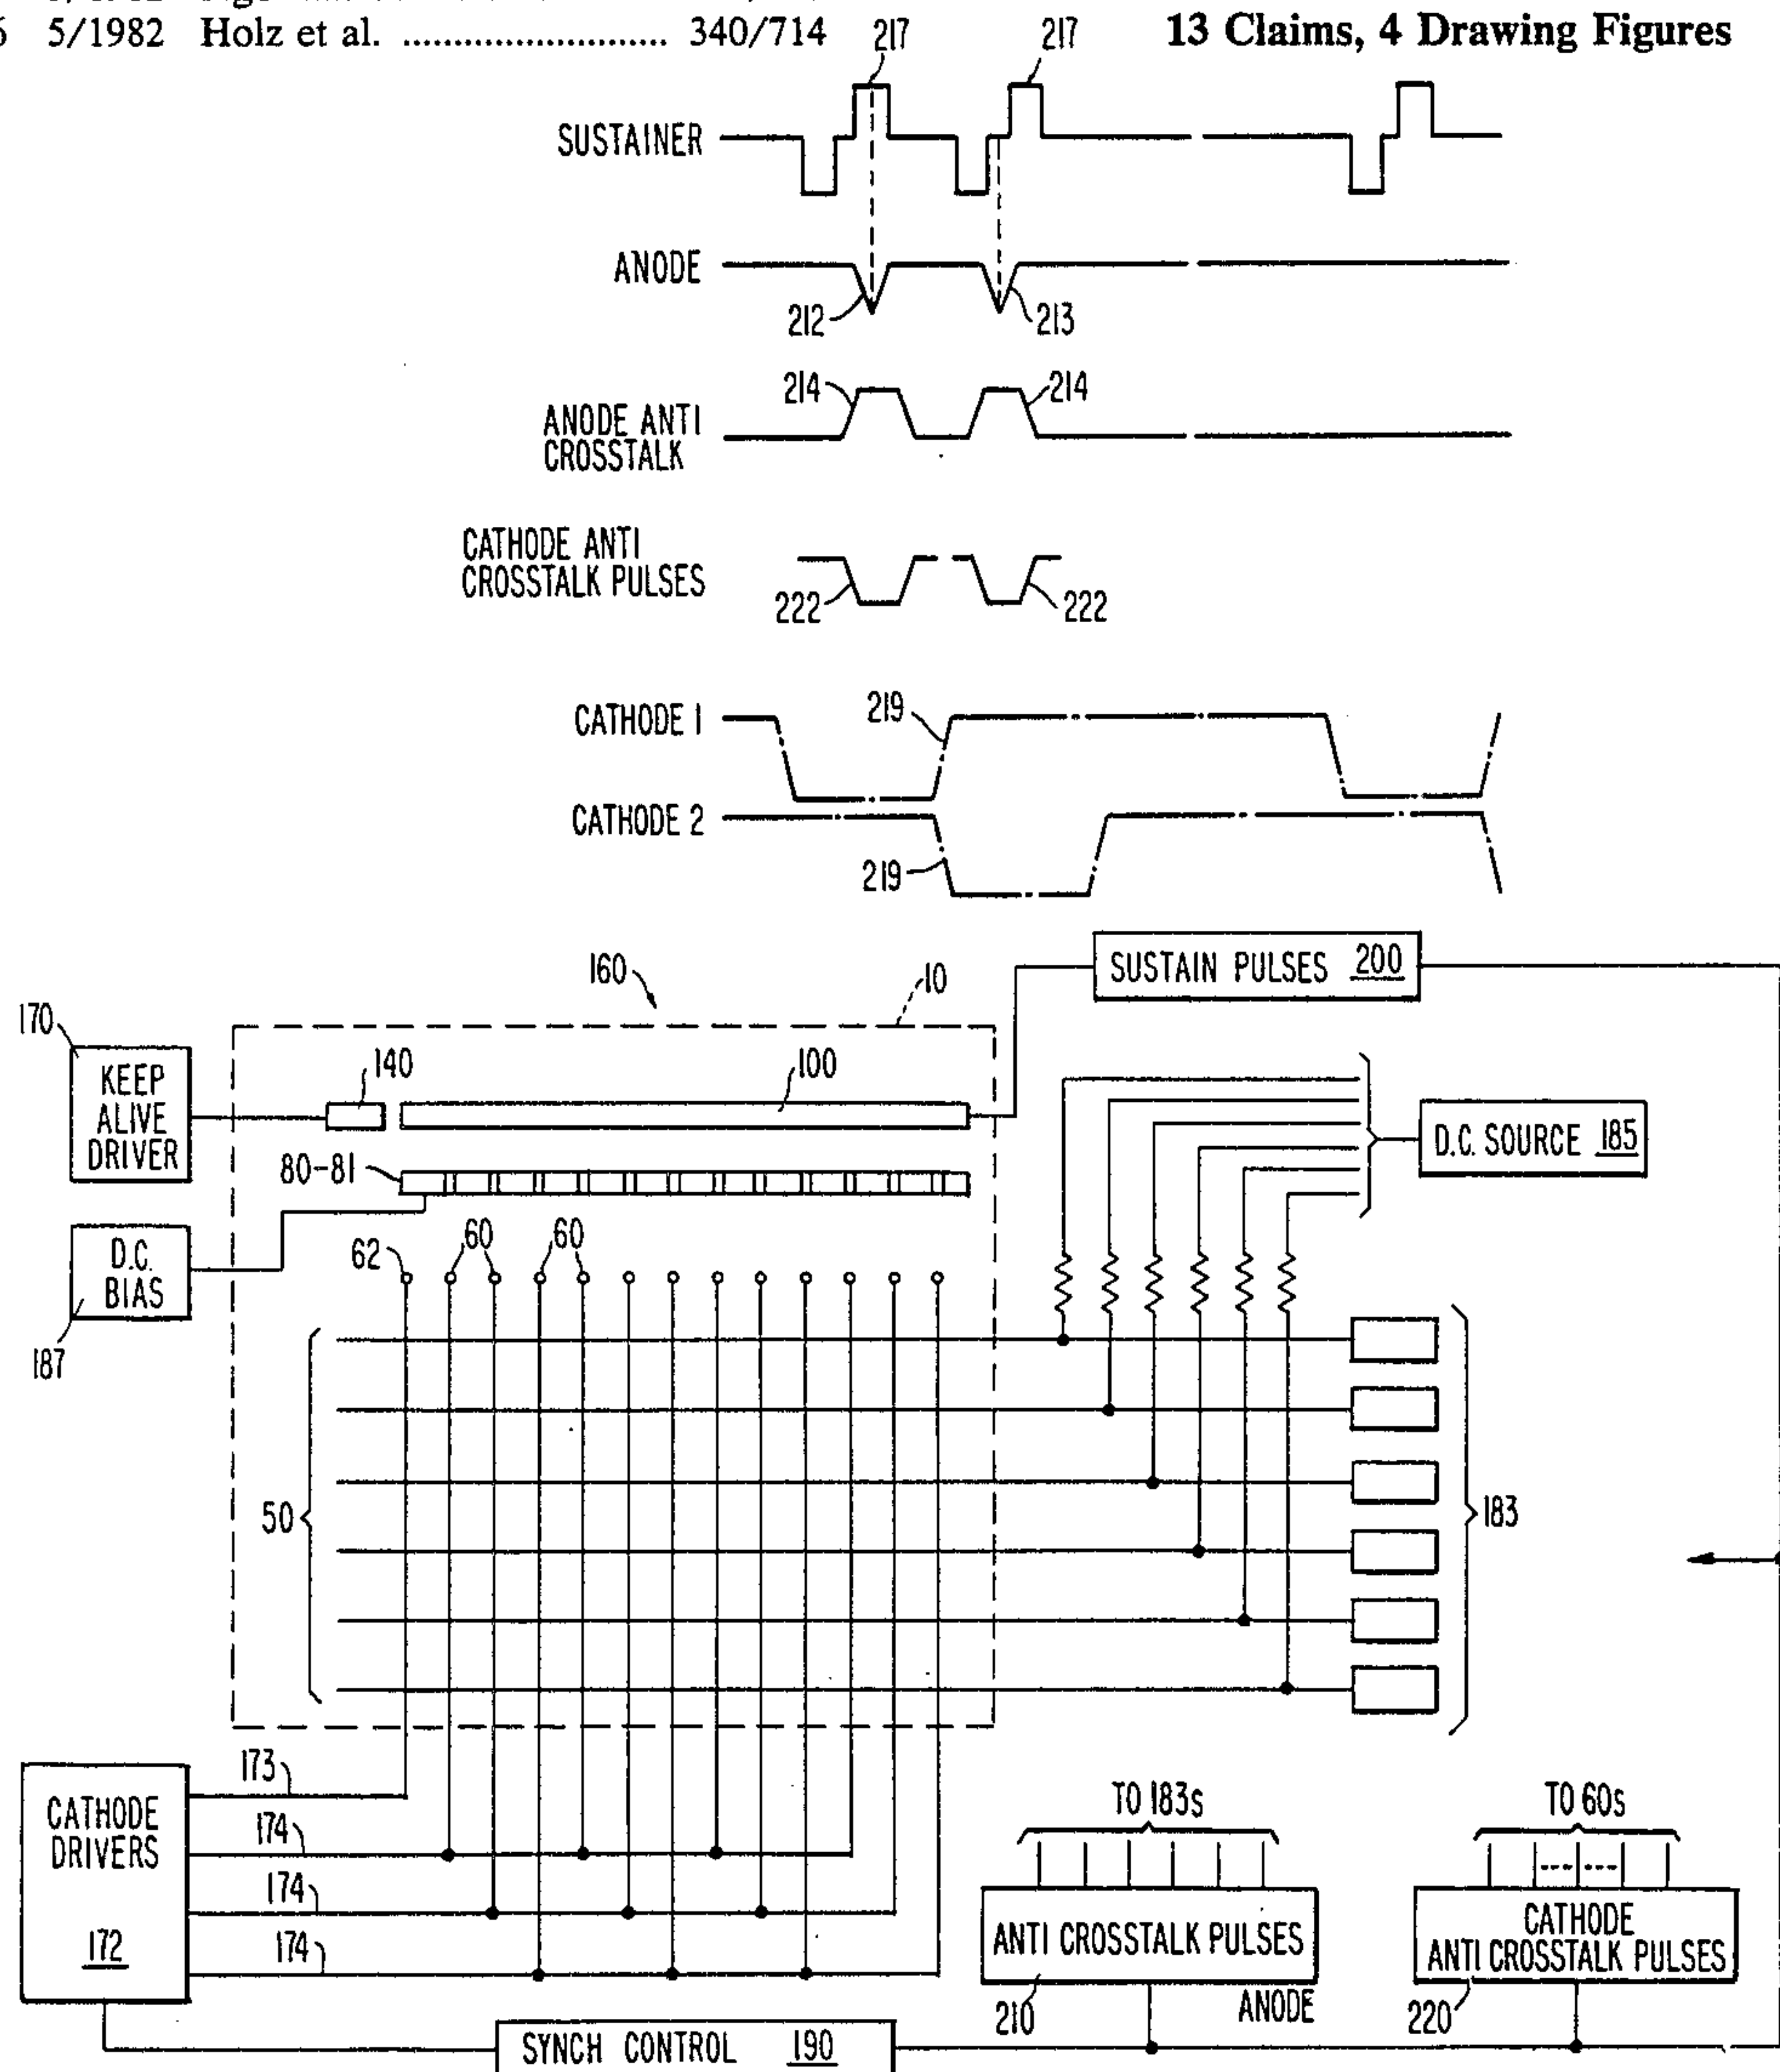 5/1982 Holz et al. ......................... 340/714
13 Claims, 4 Drawing Figures
217
217
SUSTAINER
ANODE
212
213
214
214
ANODE ANTI
CROSSTALK
CATHODE ANTI
CROSSTALK PULSES
222
222
CATHODE 1
219
CATHODE 2
219
SUSTAIN PULSES 200
160
10
170
KEEP
ALIVE
DRIVER
140
100
80-81
D.C. SOURCE 185
D.C.
BIAS
187
62
60
60
50
183
173
CATHODE
DRIVERS
172
174
174
174
TO 183s
TO 60s
ANTI CROSSTALK PULSES
CATHODE
ANTI CROSSTALK PULSES
210
ANODE
220
SYNCH CONTROL 190